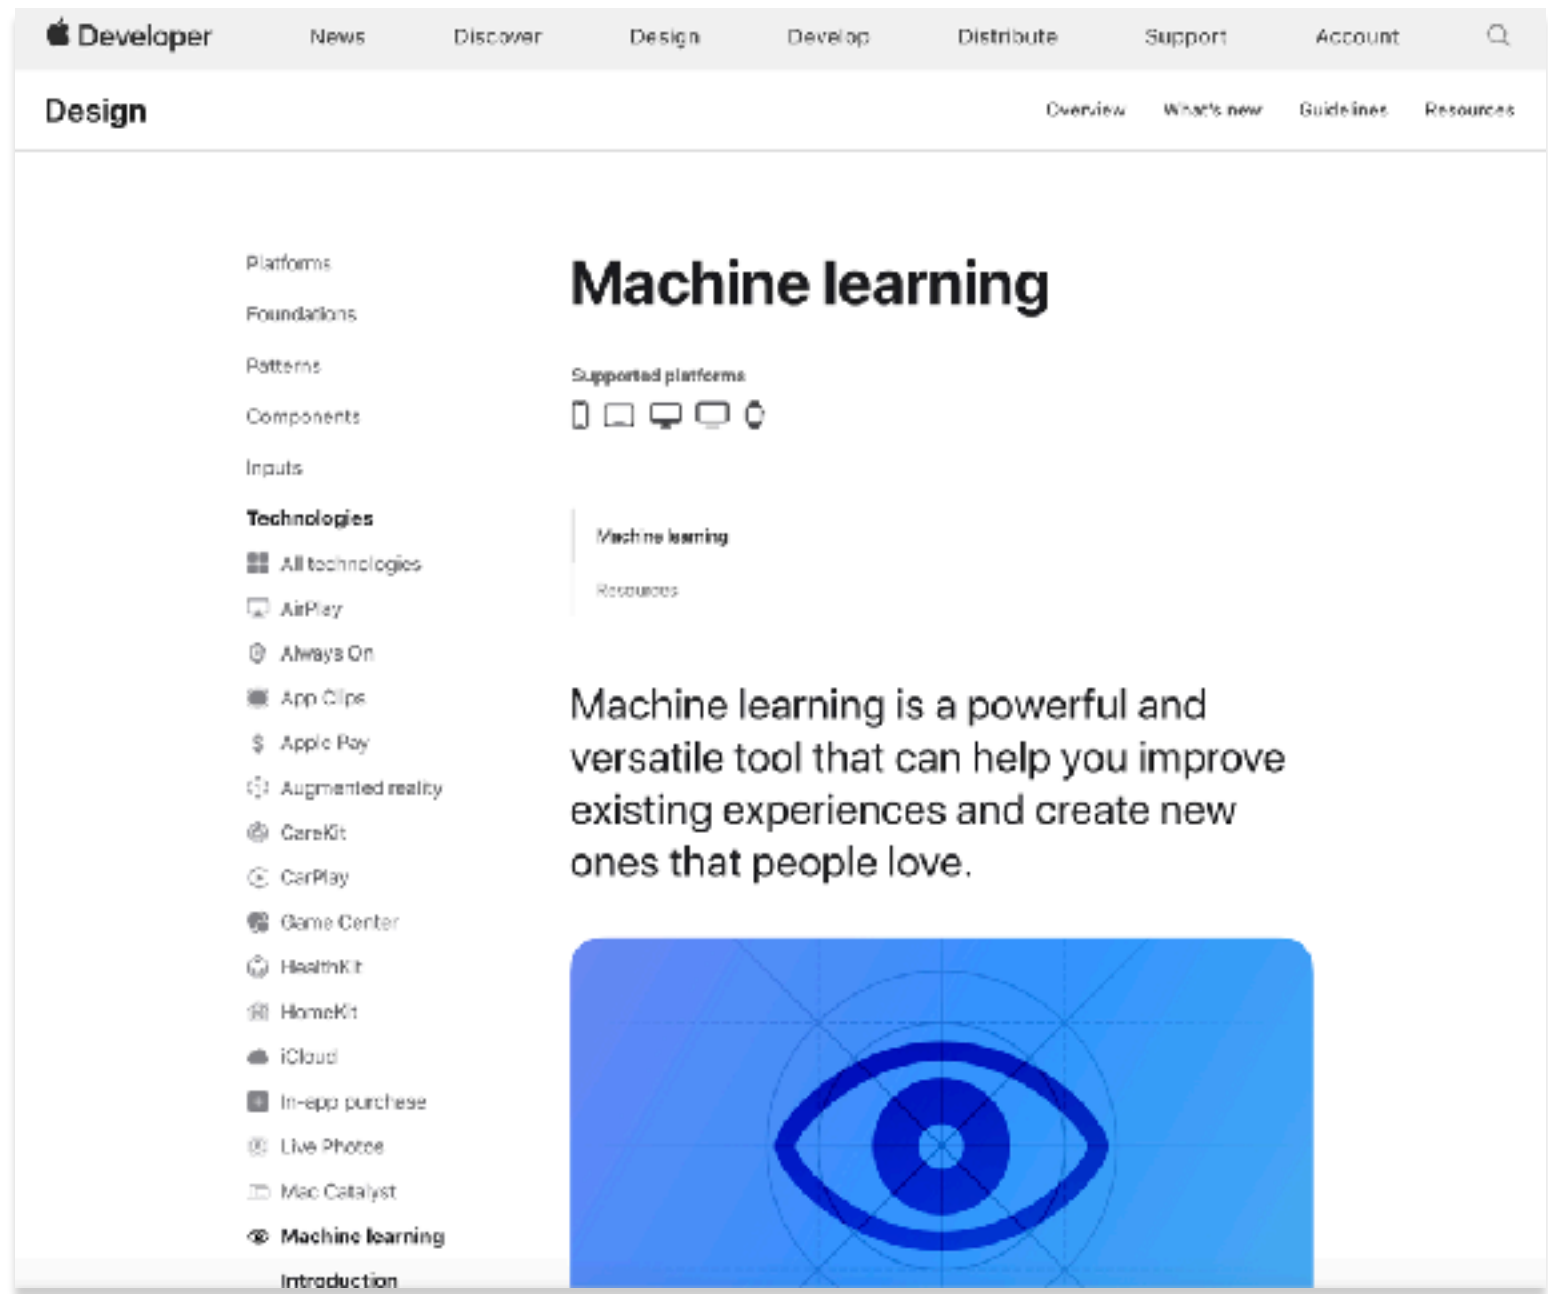 Developer News Discover Design Develop Distribute Support Account
Design Overview What's new Guidelines Resources
Platforms
Foundations
Patterns
Components
Inputs
Technologies
All technologies
AirPlay
Always On
App Clips
Apple Pay
Augmented reality
CareKit
CarPlay
Game Center
HealthKit
HomeKit
iCloud
In-app purchase
Live Photos
Mac Catalyst
Machine learning
Introduction
Machine learning
Supported platforms
Machine learning
Resources
Machine learning is a powerful and
versatile tool that can help you improve
existing experiences and create new
ones that people love.